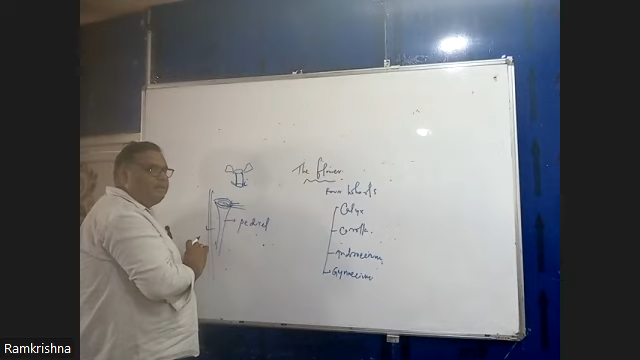 The flower
Four whorls
Calyx
Corolla
Androecium
Gynoecium
pedicel
Ramkrishna